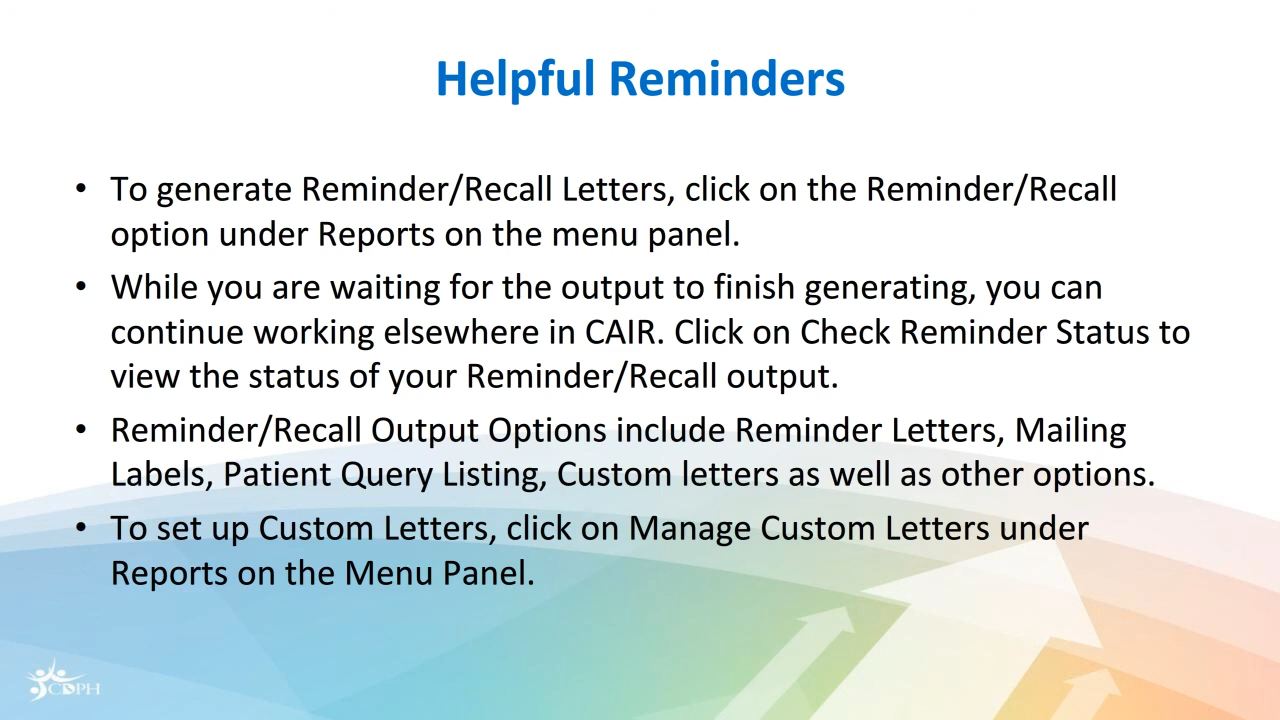 Helpful Reminders
• To generate Reminder/Recall Letters, click on the Reminder/Recall
option under Reports on the menu panel.
• While you are waiting for the output to finish generating, you can
continue working elsewhere in CAIR. Click on Check Reminder Status to
view the status of your Reminder/Recall output.
• Reminder/Recall Output Options include Reminder Letters, Mailing
Labels, Patient Query Listing, Custom letters as well as other options.
• To set up Custom Letters, click on Manage Custom Letters under
Reports on the Menu Panel.
CDPH